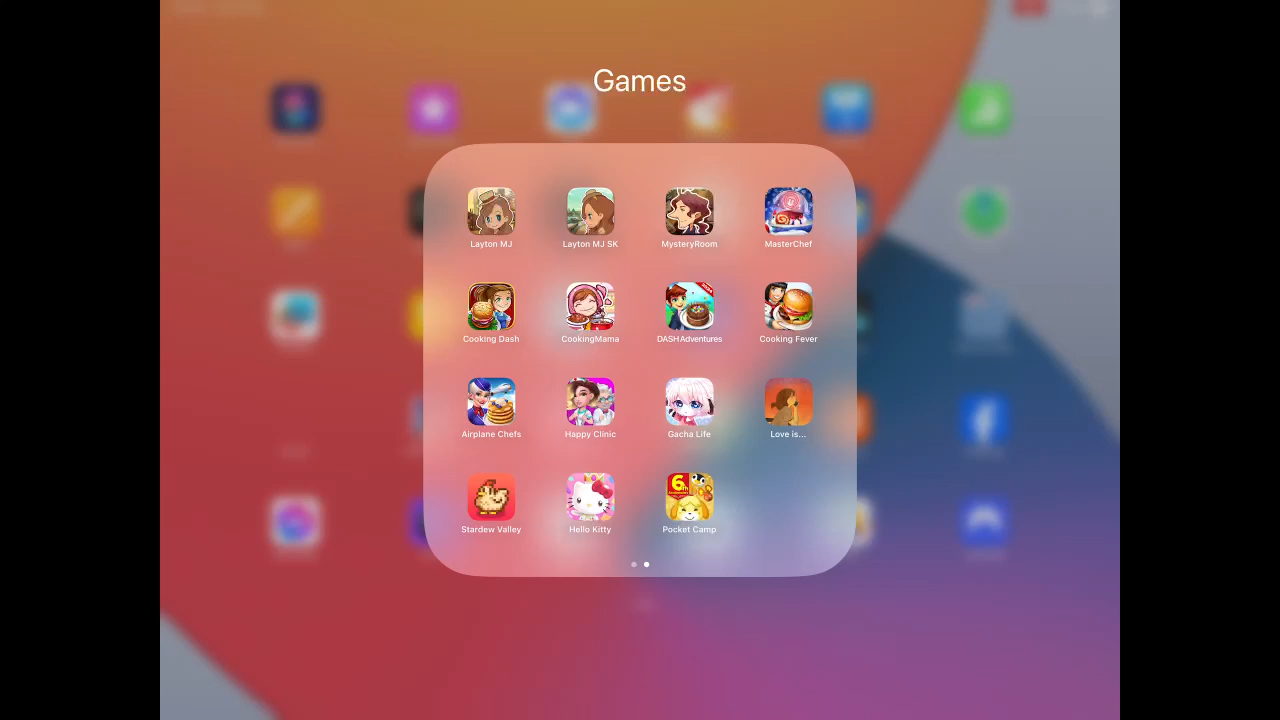 Games
Layton MJ
Layton MJ SK
MysteryRoom
MasterChef
Cooking Dash
CookingMama
DASHAdventures
Cooking Fever
Airplane Chefs
Happy Clinic
Gacha Life
Love is...
Stardew Valley
Hello Kitty
6th
Pocket Camp